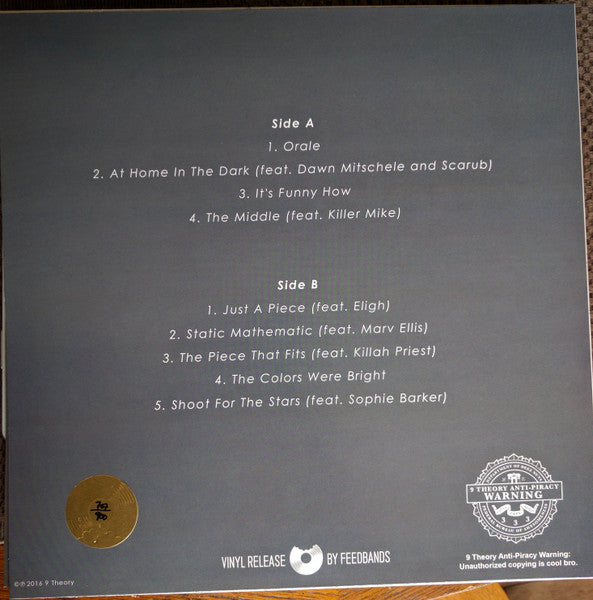 Side A
1. Orale
2. At Home In The Dark (feat. Dawn Mitschele and Scarub)
3. It's Funny How
4. The Middle (feat. Killer Mike)
Side B
1. Just A Piece (feat. Eligh)
2. Static Mathematic (feat. Marv Ellis)
3. The Piece That Fits (feat. Killah Priest)
4. The Colors Were Bright
5. Shoot For The Stars (feat. Sophie Barker)
9 THEORY ANTI-PIRACY
WARNING
333
VINYL RELEASE BY FEEDBANDS
9 Theory Anti-Piracy Warning:
Unauthorized copying is cool bro.
©℗ 2016 9 Theory